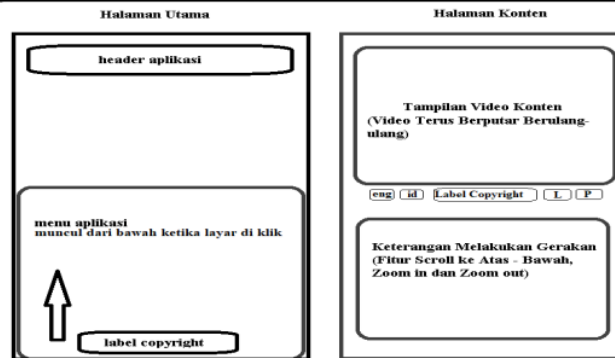 Halaman Utama
header aplikasi
menu aplikasi
muncul dari bawah ketika layar di klik
label copyright
Halaman Konten
Tampilan Video Konten
(Video Terus Berputar Berulang-
ulang)
eng id Label Copyright L P
Keterangan Melakukan Gerakan
(Fitur Scroll ke Atas - Bawah,
Zoom in dan Zoom out)